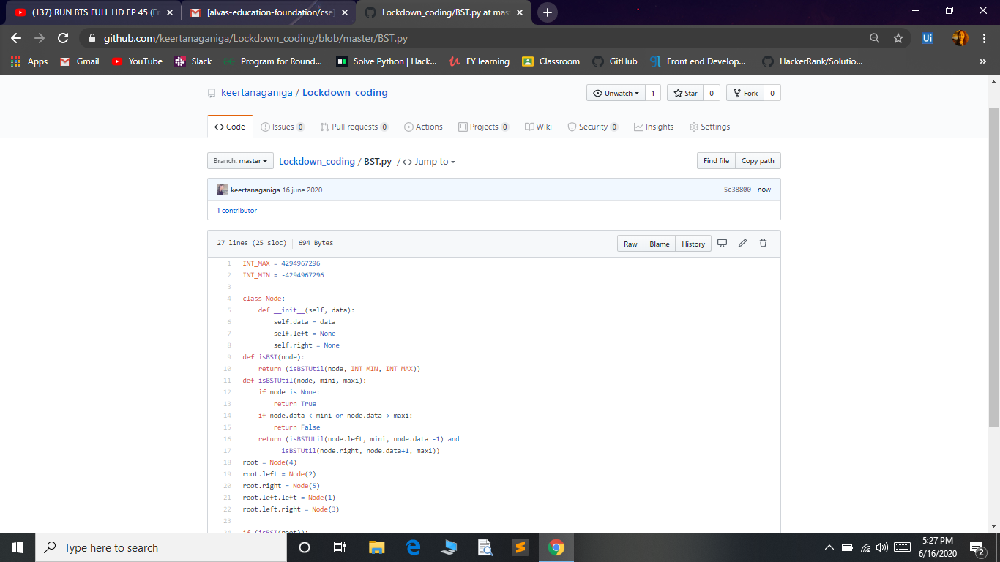 (137) RUN BTS FULL HD EP 45 (En
[alvas-education-foundation/cse]
Lockdown_coding/BST.py at mas
github.com/keertanaganiga/Lockdown_coding/blob/master/BST.py
Apps Gmail YouTube Slack Program for Round... Solve Python | Hack... EY learning Classroom GitHub Front end Develop... HackerRank/Solutio... »
keertanaganiga / Lockdown_coding
Unwatch 1 Star 0 Fork 0
Code Issues 0 Pull requests 0 Actions Projects 0 Wiki Security 0 Insights Settings
Branch: master Lockdown_coding / BST.py / <> Jump to Find file Copy path
keertanaganiga 16 june 2020 5c38800 now
1 contributor
27 lines (25 sloc) 694 Bytes Raw Blame History
1 INT_MAX = 4294967296
2 INT_MIN = -4294967296
3
4 class Node:
5 def __init__(self, data):
6 self.data = data
7 self.left = None
8 self.right = None
9 def isBST(node):
10 return (isBSTUtil(node, INT_MIN, INT_MAX))
11 def isBSTUtil(node, mini, maxi):
12 if node is None:
13 return True
14 if node.data < mini or node.data > maxi:
15 return False
16 return (isBSTUtil(node.left, mini, node.data -1) and
17 isBSTUtil(node.right, node.data+1, maxi))
18 root = Node(4)
19 root.left = Node(2)
20 root.right = Node(5)
21 root.left.left = Node(1)
22 root.left.right = Node(3)
23
24 if (isBST(root)):
Type here to search
5:27 PM
6/16/2020
2